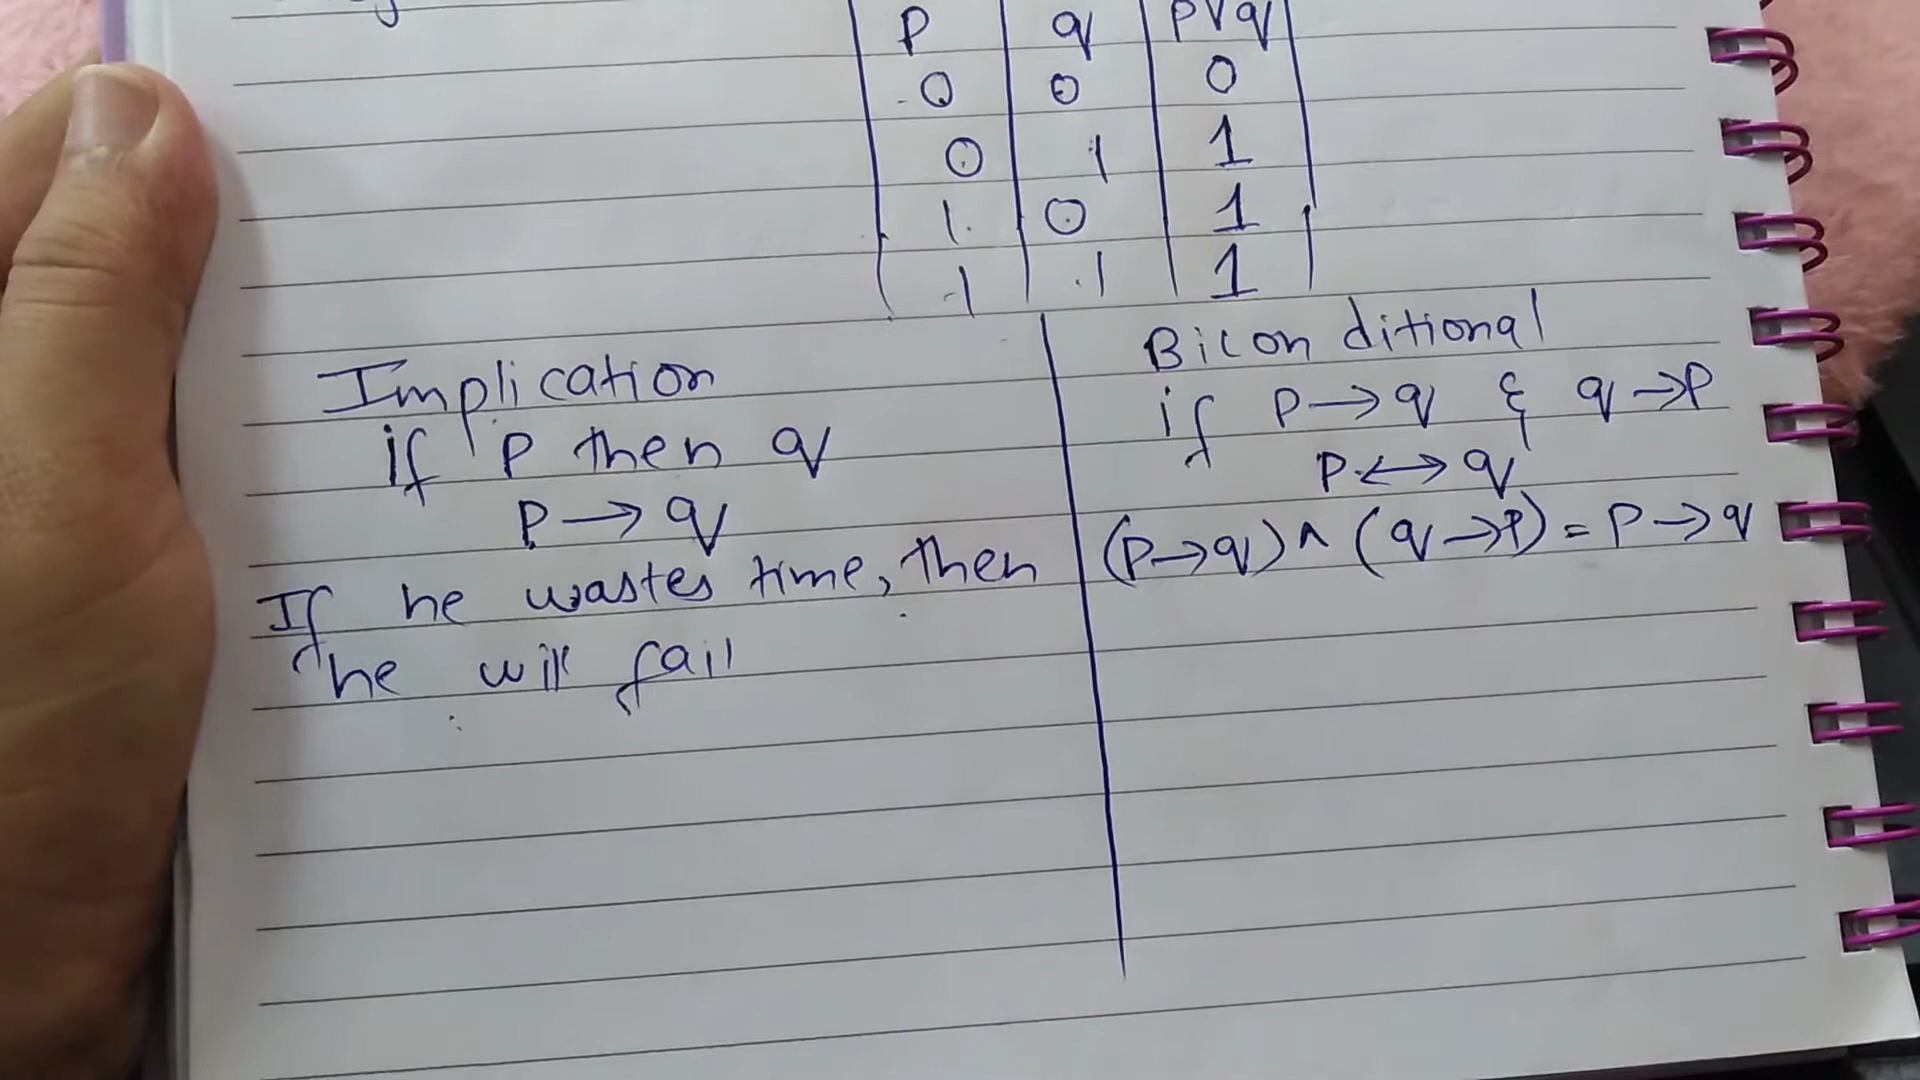 p q p∨q
0 0 0
0 1 1
1 0 1
1 1 1
Implication
if p then q
P → q
If he wastes time, then
he will fail
Biconditional
if P → q & q → P
P ↔ q
(P → q) ∧ (q → P) = P → q